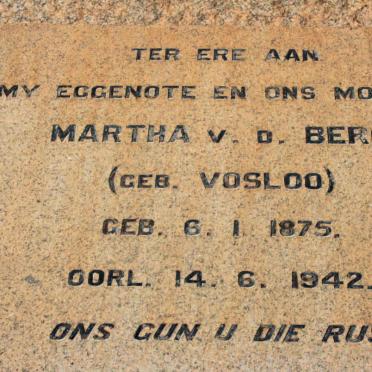 TER ERE AAN
MY EGGENOTE EN ONS MO
MARTHA V. D. BERG
(GEB. VOSLOO)
GEB. 6. 1 1875.
OORL. 14. 6. 1942.
ONS GUN U DIE RUS